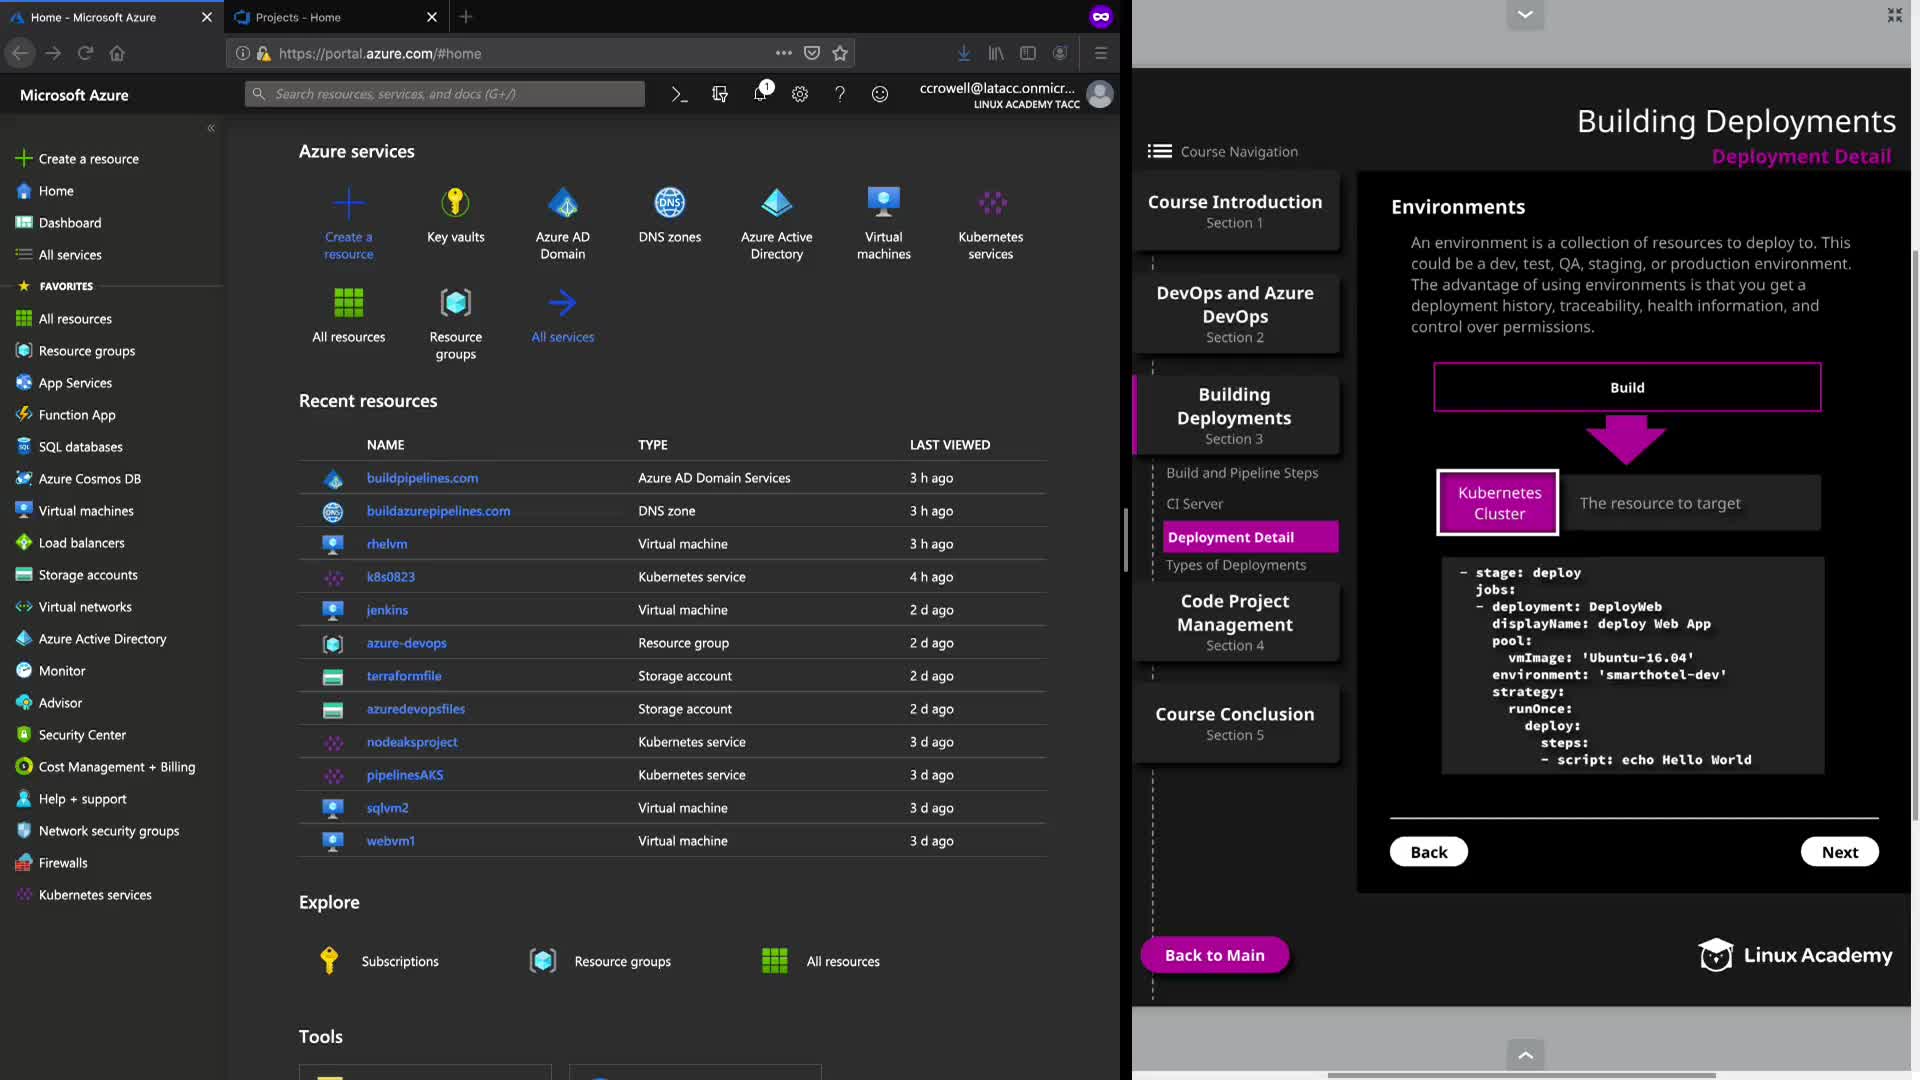 Home - Microsoft Azure
Projects - Home
https://portal.azure.com/#home
Microsoft Azure
Search resources, services, and docs (G+/)
1
ccrowell@latacc.onmicr...
LINUX ACADEMY TACC
Create a resource
Home
Dashboard
All services
FAVORITES
All resources
Resource groups
App Services
Function App
SQL databases
Azure Cosmos DB
Virtual machines
Load balancers
Storage accounts
Virtual networks
Azure Active Directory
Monitor
Advisor
Security Center
Cost Management + Billing
Help + support
Network security groups
Firewalls
Kubernetes services
Azure services
Create a
resource
Key vaults
Azure AD
Domain
DNS
DNS zones
Azure Active
Directory
Virtual
machines
Kubernetes
services
All resources
Resource
groups
All services
Recent resources
NAME TYPE LAST VIEWED
buildpipelines.com Azure AD Domain Services 3 h ago
buildazurepipelines.com DNS zone 3 h ago
rhelvm Virtual machine 3 h ago
k8s0823 Kubernetes service 4 h ago
jenkins Virtual machine 2 d ago
azure-devops Resource group 2 d ago
terraformfile Storage account 2 d ago
azuredevopsfiles Storage account 2 d ago
nodeaksproject Kubernetes service 3 d ago
pipelinesAKS Kubernetes service 3 d ago
sqlvm2 Virtual machine 3 d ago
webvm1 Virtual machine 3 d ago
Explore
Subscriptions
Resource groups
All resources
Tools
Building Deployments
Deployment Detail
Course Navigation
Course Introduction
Section 1
DevOps and Azure
DevOps
Section 2
Building
Deployments
Section 3
Build and Pipeline Steps
CI Server
Deployment Detail
Types of Deployments
Code Project
Management
Section 4
Course Conclusion
Section 5
Back to Main
Environments
An environment is a collection of resources to deploy to. This
could be a dev, test, QA, staging, or production environment.
The advantage of using environments is that you get a
deployment history, traceability, health information, and
control over permissions.
Build
Kubernetes
Cluster
The resource to target
- stage: deploy
jobs:
- deployment: DeployWeb
displayName: deploy Web App
pool:
vmImage: 'Ubuntu-16.04'
environment: 'smarthotel-dev'
strategy:
runOnce:
deploy:
steps:
- script: echo Hello World
Back
Next
Linux Academy